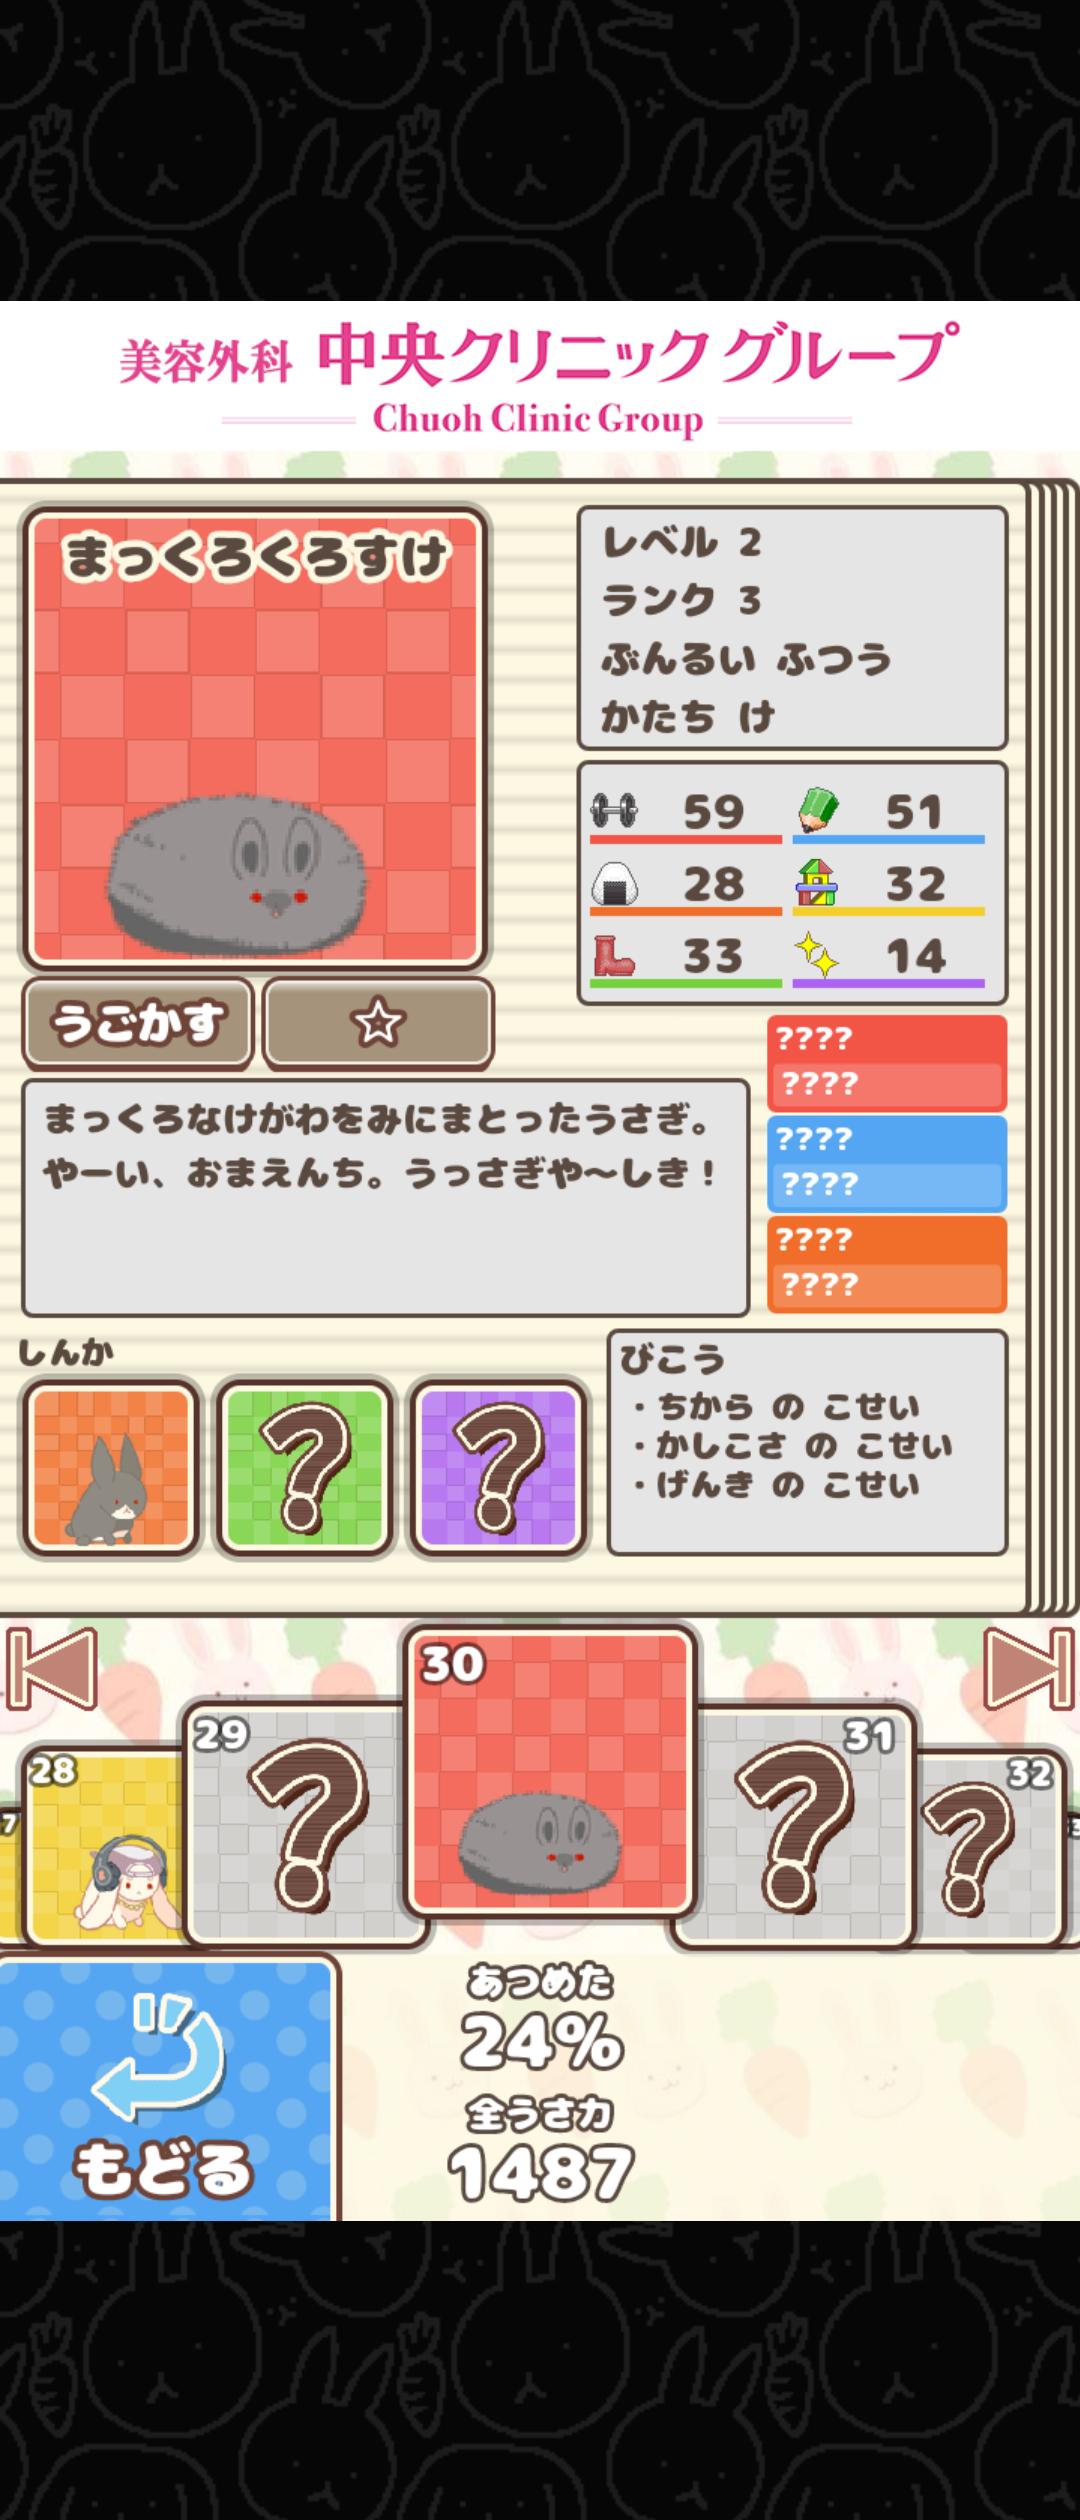 美容外科 中央クリニックグループ
Chuoh Clinic Group
まっくろくろすけ
レベル 2
ランク 3
ぶんるい ふつう
かたち け
59 51
28 32
33 14
うごかす ☆
????
????
????
????
????
????
まっくろなけがわをみにまとったうさぎ。
やーい、おまえんち。うっさぎや〜しき！
しんか
? ?
びこう
・ちから の こせい
・かしこさ の こせい
・げんき の こせい
7 28 29 ? 30 31 ? 32 ?
もどる
あつめた
24%
全うさ力
1487